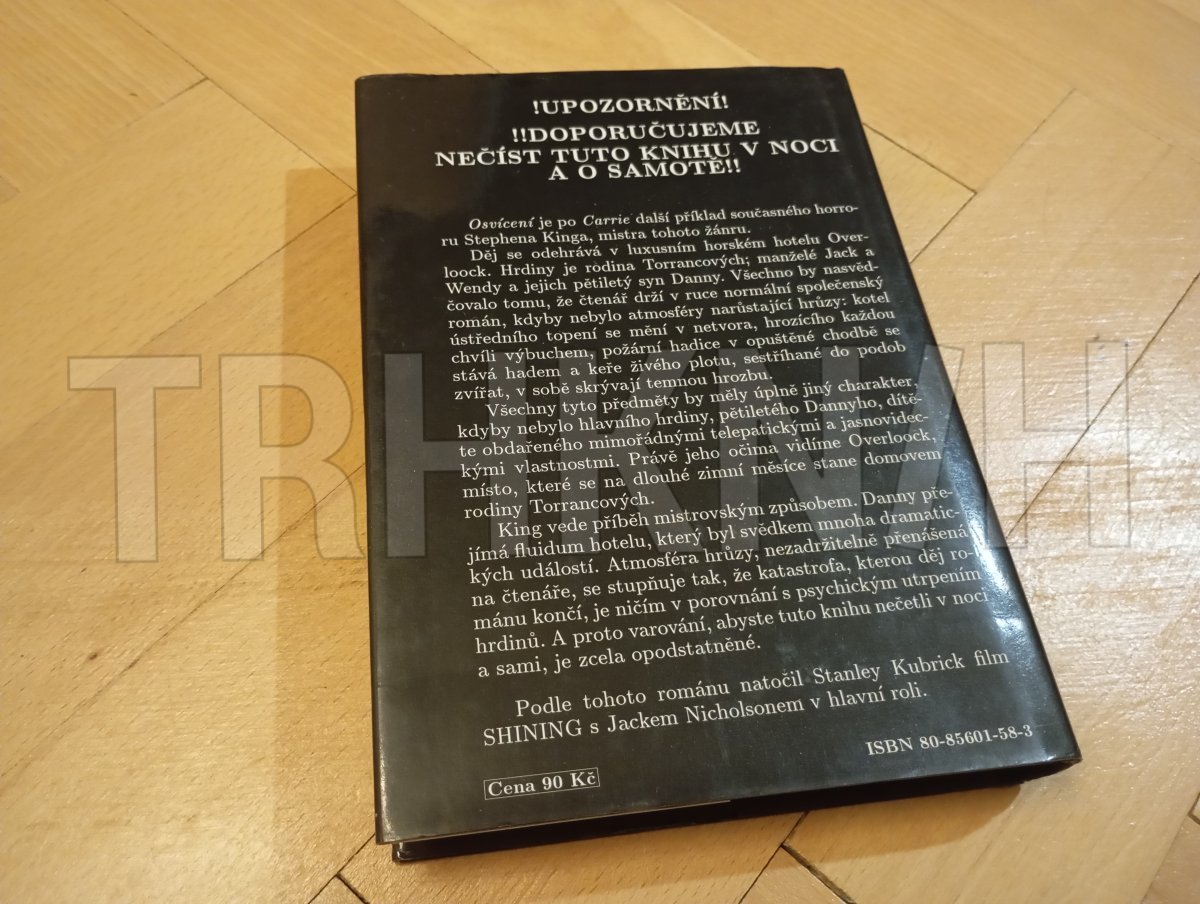 !UPOZORNĚNÍ!
!!DOPORUČUJEME
NEČÍST TUTO KNIHU V NOCI
A O SAMOTĚ!!
Osvícení je po Carrie další příklad současného horro-
ru Stephena Kinga, mistra tohoto žánru.
Děj se odehrává v luxusním horském hotelu Over-
loock. Hrdiny je rodina Torrancových; manželé Jack a
Wendy a jejich pětiletý syn Danny. Všechno by nasvěd-
čovalo tomu, že čtenář drží v ruce normální společenský
román, kdyby nebylo atmosféry narůstající hrůzy: kotel
ústředního topení se mění v netvora, hrozícího každou
chvíli výbuchem, požární hadice v opuštěné chodbě se
stává hadem a keře živého plotu, sestříhané do podob
zvířat, v sobě skrývají temnou hrozbu.
Všechny tyto předměty by měly úplně jiný charakter,
kdyby nebylo hlavního hrdiny, pětiletého Dannyho, dítě-
te obdařeného mimořádnými telepatickými a jasnovidec-
kými vlastnostmi. Právě jeho očima vidíme Overloock,
místo, které se na dlouhé zimní měsíce stane domovem
rodiny Torrancových.
King vede příběh mistrovským způsobem. Danny pře-
jímá fluidum hotelu, který byl svědkem mnoha dramatic-
kých událostí. Atmosféra hrůzy, nezadržitelně přenášená
na čtenáře, se stupňuje tak, že katastrofa, kterou děj ro-
mánu končí, je ničím v porovnání s psychickým utrpením
hrdinů. A proto varování, abyste tuto knihu nečetli v noci
a sami, je zcela opodstatněné.
Podle tohoto románu natočil Stanley Kubrick film
SHINING s Jackem Nicholsonem v hlavní roli.
ISBN 80-85601-58-3
Cena 90 Kč
TRHKNIH